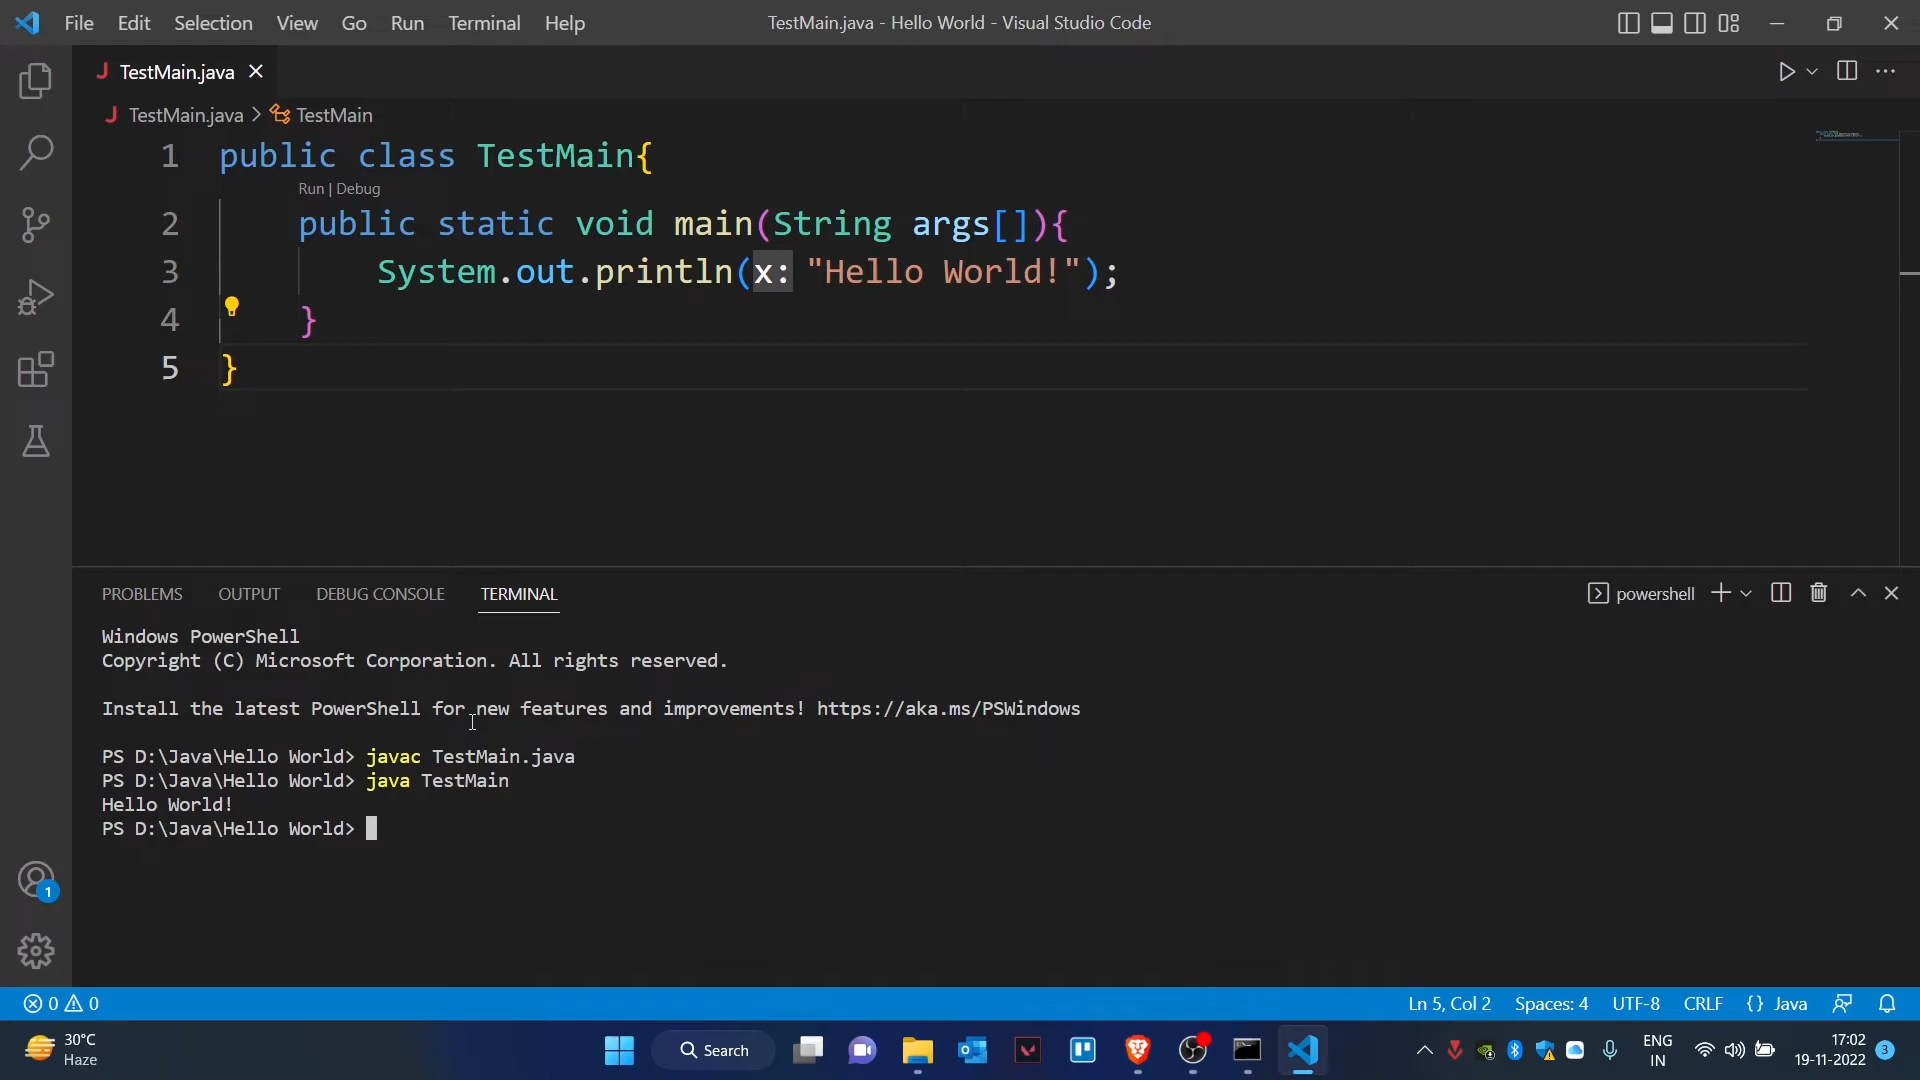 File Edit Selection View Go Run Terminal Help TestMain.java - Hello World - Visual Studio Code
J TestMain.java
J TestMain.java > TestMain
1 public class TestMain{
Run | Debug
2 public static void main(String args[]){
3 System.out.println(x: "Hello World!");
4 }
5 }
PROBLEMS OUTPUT DEBUG CONSOLE TERMINAL powershell
Windows PowerShell
Copyright (C) Microsoft Corporation. All rights reserved.
Install the latest PowerShell for new features and improvements! https://aka.ms/PSWindows
PS D:\Java\Hello World> javac TestMain.java
PS D:\Java\Hello World> java TestMain
Hello World!
PS D:\Java\Hello World>
1
0 0 Ln 5, Col 2 Spaces: 4 UTF-8 CRLF {} Java
30°C
Haze
Search
ENG
IN
17:02
19-11-2022
3